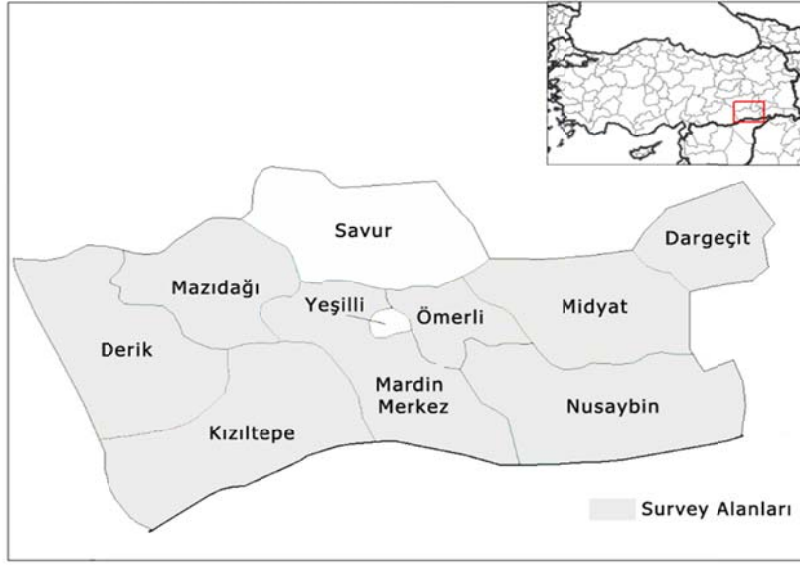 Savur
Dargeçit
Mazıdağı
Yeşilli
Ömerli
Midyat
Derik
Mardin
Merkez
Nusaybin
Kızıltepe
Survey Alanları